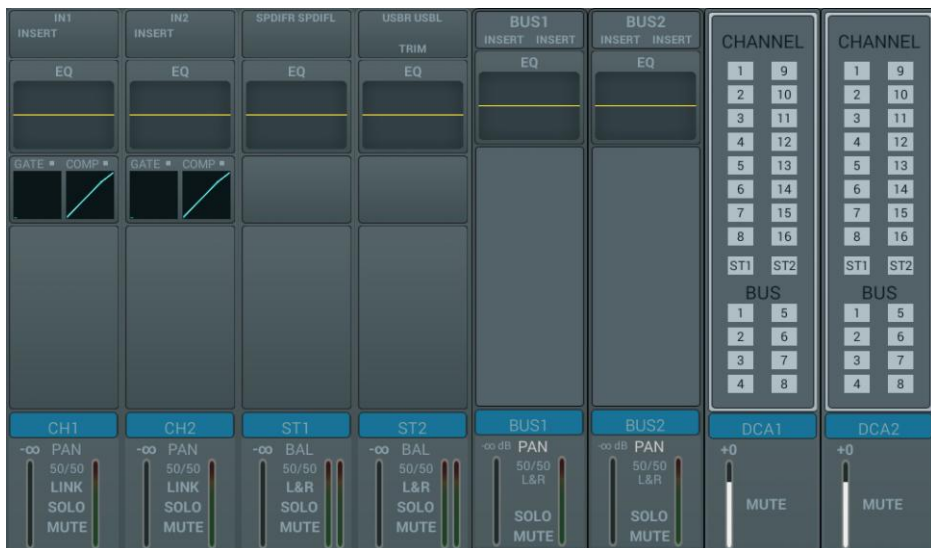 IN1
INSERT
EQ
GATE COMP
CH1
-∞ PAN
50/50
LINK
SOLO
MUTE
IN2
INSERT
EQ
GATE COMP
CH2
-∞ PAN
50/50
LINK
SOLO
MUTE
SPDIFR SPDIFL
EQ
ST1
-∞ BAL
50/50
L&R
SOLO
MUTE
USBR USBL
TRIM
EQ
ST2
-∞ BAL
50/50
L&R
SOLO
MUTE
BUS1
INSERT INSERT
EQ
BUS1
-∞ dB PAN
50/50
L&R
SOLO
MUTE
BUS2
INSERT INSERT
EQ
BUS2
-∞ dB PAN
50/50
L&R
SOLO
MUTE
CHANNEL
1 9
2 10
3 11
4 12
5 13
6 14
7 15
8 16
ST1 ST2
BUS
1 5
2 6
3 7
4 8
DCA1
+0
MUTE
CHANNEL
1 9
2 10
3 11
4 12
5 13
6 14
7 15
8 16
ST1 ST2
BUS
1 5
2 6
3 7
4 8
DCA2
+0
MUTE